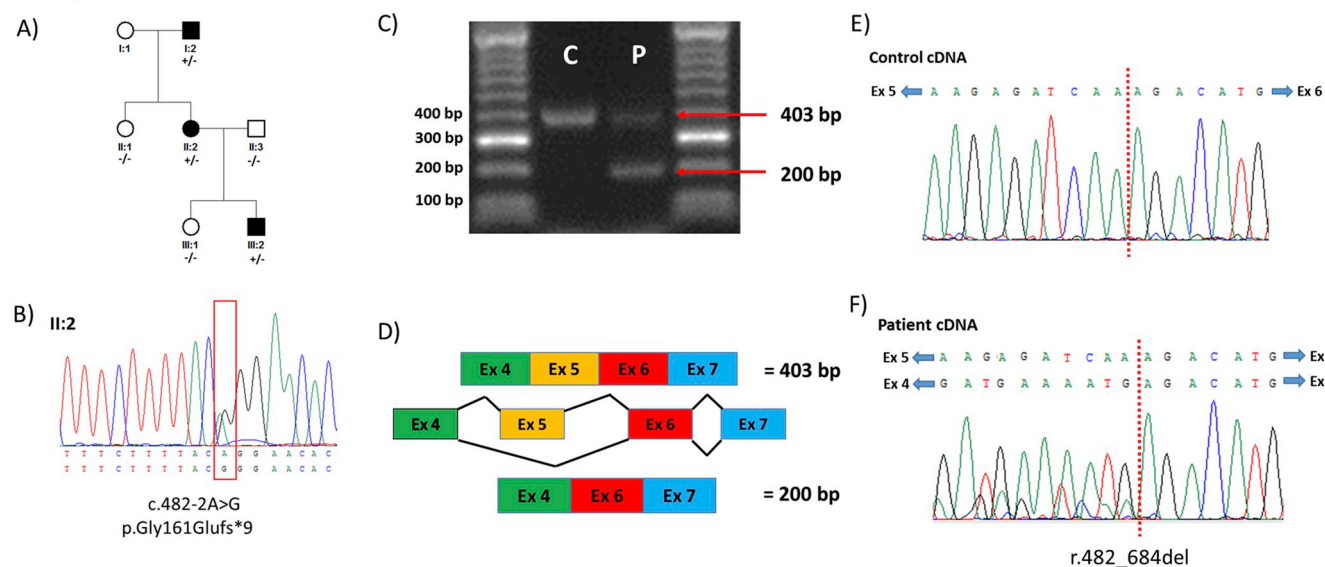 A)
I:1
I:2
+/-
II:1
-/-
II:2
+/-
II:3
-/-
III:1
-/-
III:2
+/-
B)
II:2
T T T C T T T T A C A G G A A C A C
T T T C T T T T A C G G G A A C A C
c.482-2A>G
p.Gly161Glufs*9
C)
C P
400 bp
300 bp
200 bp
100 bp
403 bp
200 bp
D)
Ex 4 Ex 5 Ex 6 Ex 7 = 403 bp
Ex 4 Ex 5 Ex 6 Ex 7
Ex 4 Ex 6 Ex 7 = 200 bp
E)
Control cDNA
Ex 5 A A G A G A T C A A A G A C A T G Ex 6
F)
Patient cDNA
Ex 5 A A G A G A T C A A A G A C A T G Ex
Ex 4 G A T G A A A A T G A G A C A T G Ex
r.482_684del